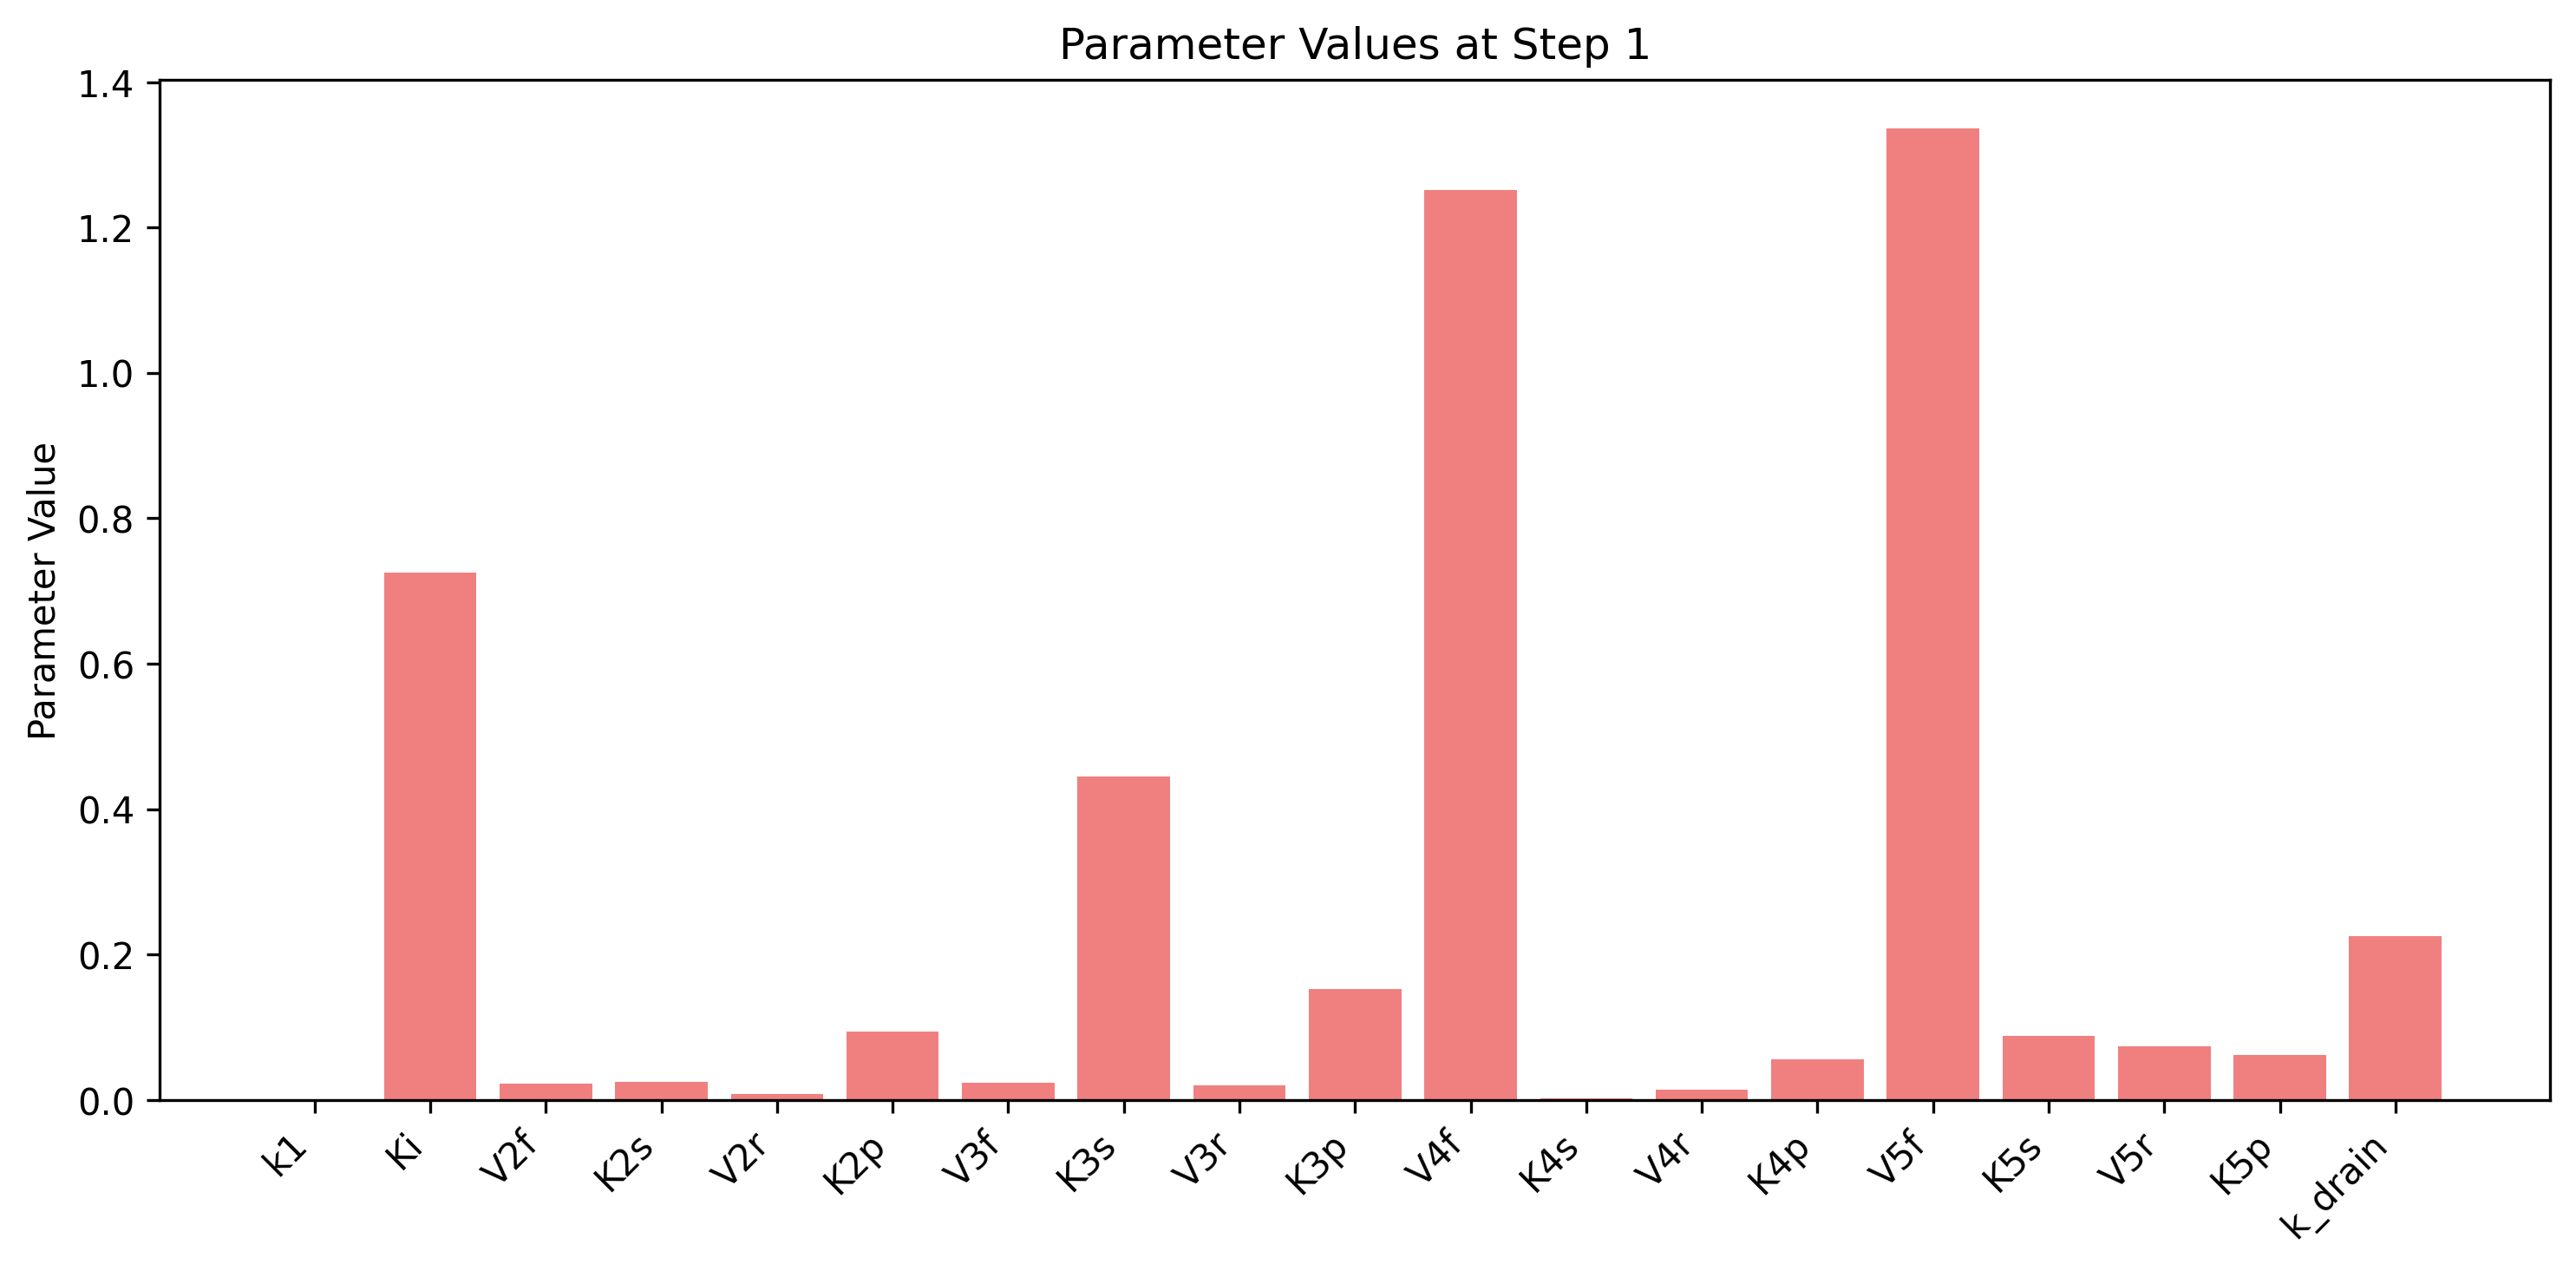 Parameter Values at Step 1
Parameter Value
1.4
1.2
1.0
0.8
0.6
0.4
0.2
0.0
k1
Ki
V2f
K2s
V2r
K2p
V3f
K3s
V3r
K3p
V4f
K4s
V4r
K4p
V5f
K5s
V5r
K5p
k_drain